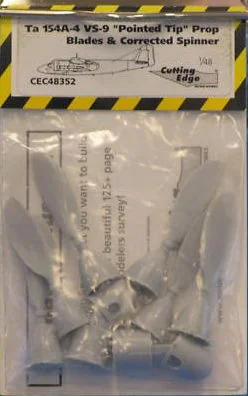 Ta 154A-4 VS-9 "Pointed Tip" Prop
Blades & Corrected Spinner
1/48
Cutting
Edge
CEC48352
you want to build
beautiful 125+ page
modelers survey!